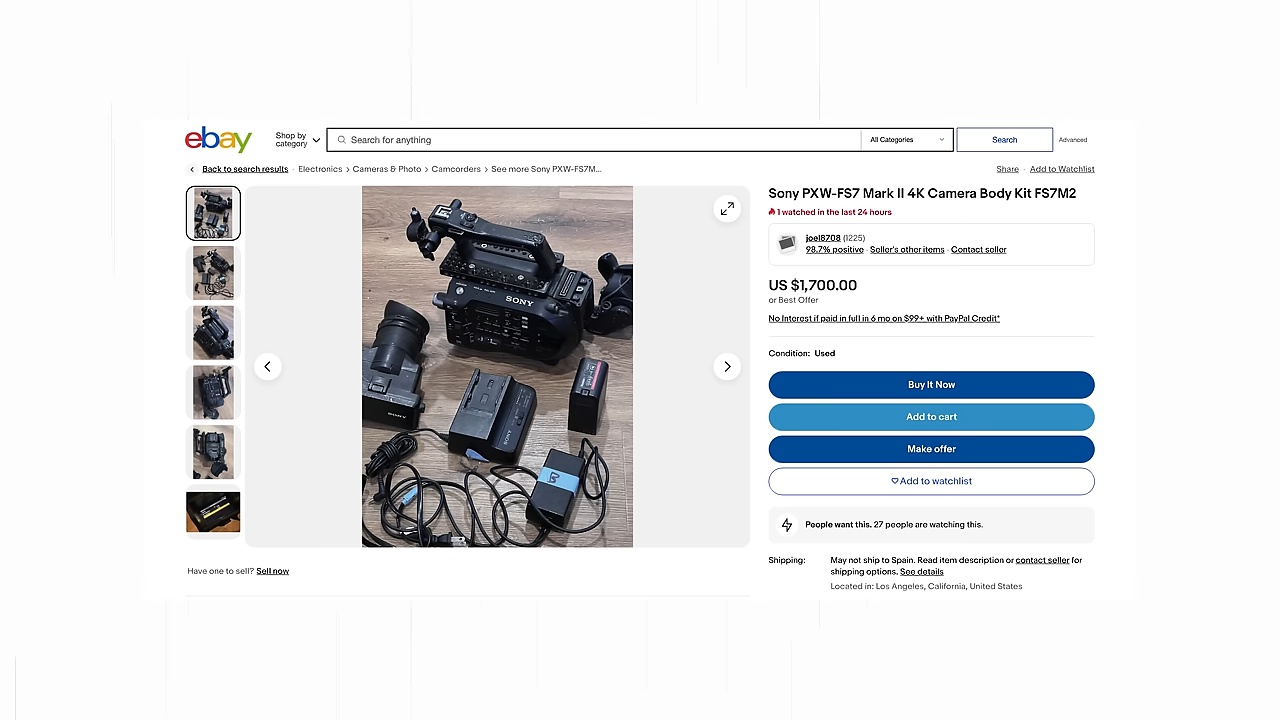 ebay
Shop by
category
Search for anything
All Categories
Search
Advanced
Back to search results
Electronics > Cameras & Photo > Camcorders > See more Sony PXW-FS7M...
Share
Add to Watchlist
Sony PXW-FS7 Mark II 4K Camera Body Kit FS7M2
1 watched in the last 24 hours
joel8708 (1225)
98.7% positive · Seller's other items · Contact seller
US $1,700.00
or Best Offer
No Interest if paid in full in 6 mo on $99+ with PayPal Credit*
Condition: Used
Buy It Now
Add to cart
Make offer
Add to watchlist
People want this. 27 people are watching this.
Shipping:
May not ship to Spain. Read item description or contact seller for
shipping options. See details
Located in: Los Angeles, California, United States
SONY
SONY
SONY
B
Have one to sell? Sell now